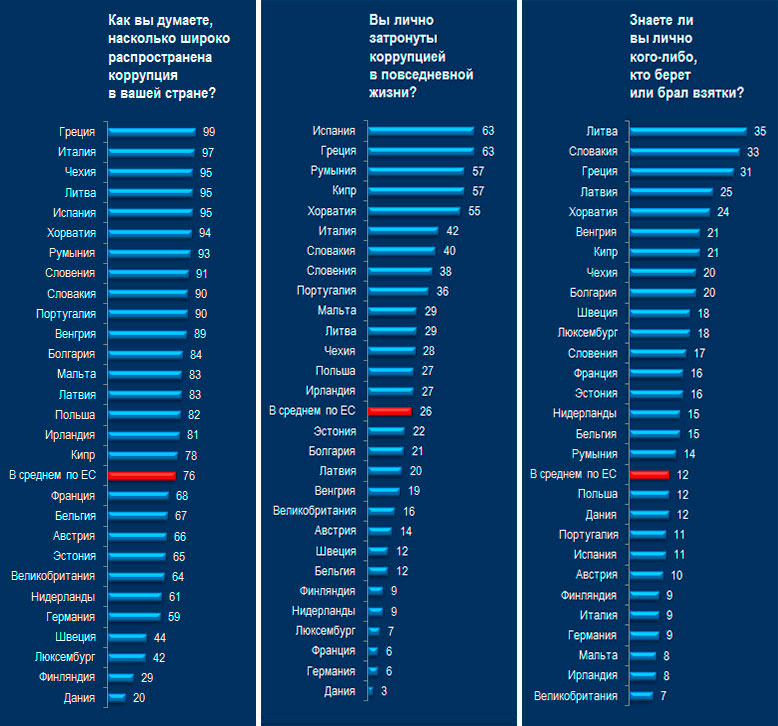 Как вы думаете,
насколько широко
распространена
коррупция
в вашей стране?
Греция 99
Италия 97
Чехия 95
Литва 95
Испания 95
Хорватия 94
Румыния 93
Словения 91
Словакия 90
Португалия 90
Венгрия 89
Болгария 84
Мальта 83
Латвия 83
Польша 82
Ирландия 81
Кипр 78
В среднем по ЕС 76
Франция 68
Бельгия 67
Австрия 66
Эстония 65
Великобритания 64
Нидерланды 61
Германия 59
Швеция 44
Люксембург 42
Финляндия 29
Дания 20
Вы лично
затронуты
коррупцией
в повседневной
жизни?
Испания 63
Греция 63
Румыния 57
Кипр 57
Хорватия 55
Италия 42
Словакия 40
Словения 38
Португалия 36
Мальта 29
Литва 29
Чехия 28
Польша 27
Ирландия 27
В среднем по ЕС 26
Эстония 22
Болгария 21
Латвия 20
Венгрия 19
Великобритания 16
Австрия 14
Швеция 12
Бельгия 12
Финляндия 9
Нидерланды 9
Люксембург 7
Франция 6
Германия 6
Дания 3
Знаете ли
вы лично
кого-либо,
кто берет
или брал взятки?
Литва 35
Словакия 33
Греция 31
Латвия 25
Хорватия 24
Венгрия 21
Кипр 21
Чехия 20
Болгария 20
Швеция 18
Люксембург 18
Словения 17
Франция 16
Эстония 16
Нидерланды 15
Бельгия 15
Румыния 14
В среднем по ЕС 12
Польша 12
Дания 12
Португалия 11
Испания 11
Австрия 10
Финляндия 9
Италия 9
Германия 9
Мальта 8
Ирландия 8
Великобритания 7